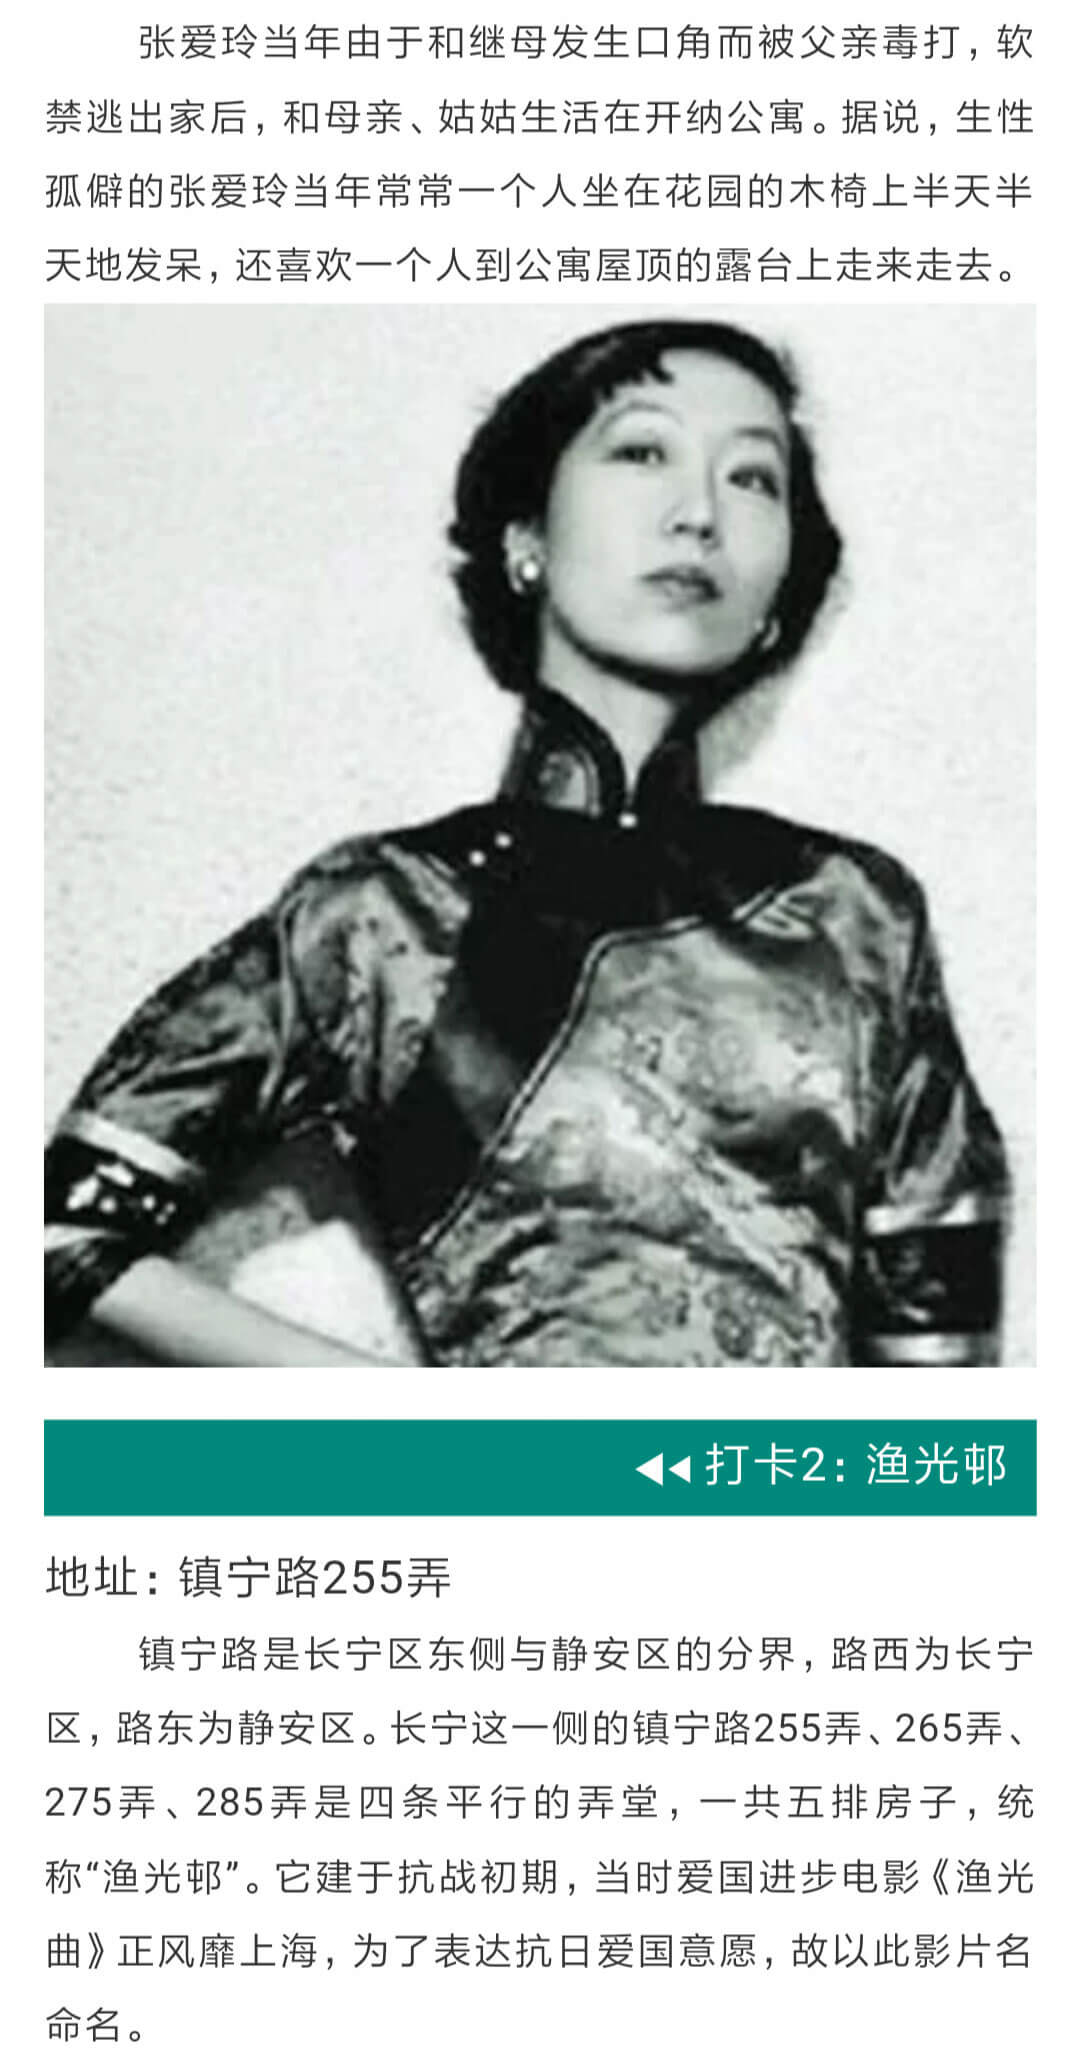 张爱玲当年由于和继母发生口角而被父亲毒打，软
禁逃出家后，和母亲、姑姑生活在开纳公寓。据说，生性
孤僻的张爱玲当年常常一个人坐在花园的木椅上半天半
天地发呆，还喜欢一个人到公寓屋顶的露台上走来走去。
打卡2：渔光邨
地址：镇宁路255弄
镇宁路是长宁区东侧与静安区的分界，路西为长宁
区，路东为静安区。长宁这一侧的镇宁路255弄、265弄、
275弄、285弄是四条平行的弄堂，一共五排房子，统
称“渔光邨”。它建于抗战初期，当时爱国进步电影《渔光
曲》正风靡上海，为了表达抗日爱国意愿，故以此影片名
命名。